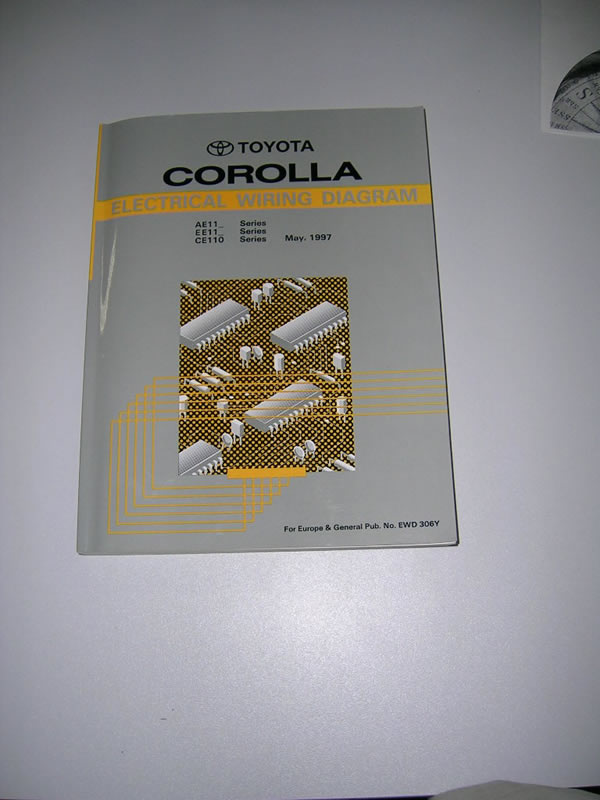 TOYOTA
COROLLA
ELECTRICAL WIRING DIAGRAM
AE11_ Series
EE11_ Series
CE110 Series May. 1997
For Europe & General Pub. No. EWD 306Y